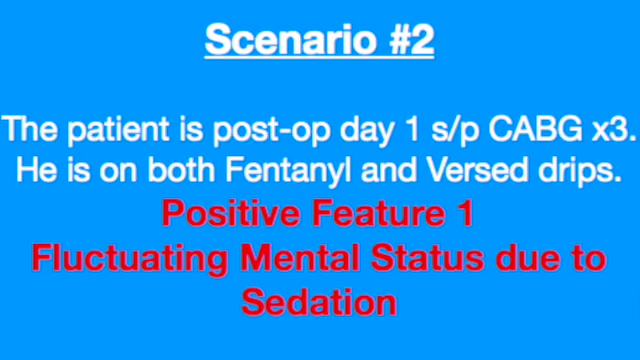 Scenario #2
The patient is post-op day 1 s/p CABG x3.
He is on both Fentanyl and Versed drips.
Positive Feature 1
Fluctuating Mental Status due to
Sedation